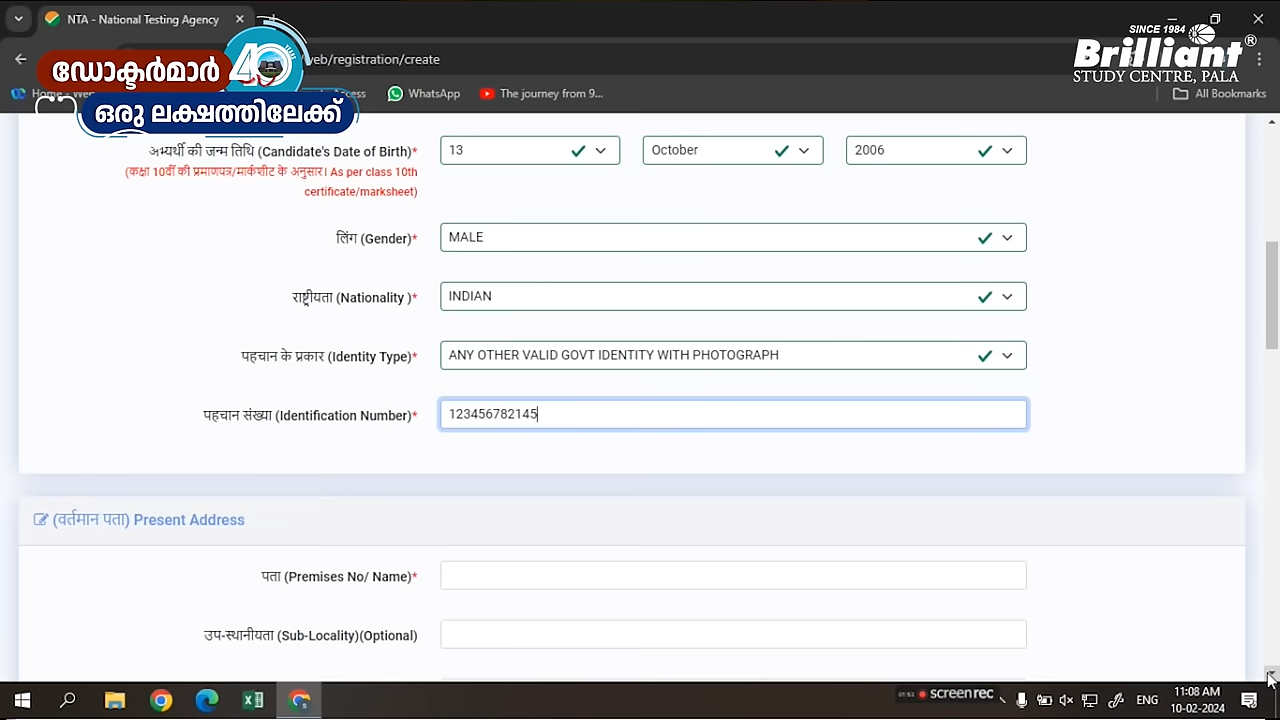 NTA - National Testing Agency
SINCE 1984
Brilliant®
STUDY CENTRE, PALA
ഡോക്ടർമാർ 40
ഒരു ലക്ഷത്തിലേക്ക്
/registration/create
WhatsApp
The journey from 9...
All Bookmarks
अभ्यर्थी की जन्म तिथि (Candidate's Date of Birth)* 13 October 2006
(कक्षा 10वीं की प्रमाणपत्र/मार्कशीट के अनुसार। As per class 10th
certificate/marksheet)
लिंग (Gender)* MALE
राष्ट्रीयता (Nationality )* INDIAN
पहचान के प्रकार (Identity Type)* ANY OTHER VALID GOVT IDENTITY WITH PHOTOGRAPH
पहचान संख्या (Identification Number)* 123456782145
(वर्तमान पता) Present Address
पता (Premises No/ Name)*
उप-स्थानीयता (Sub-Locality)(Optional)
screen rec
ENG
11:08 AM
10-02-2024